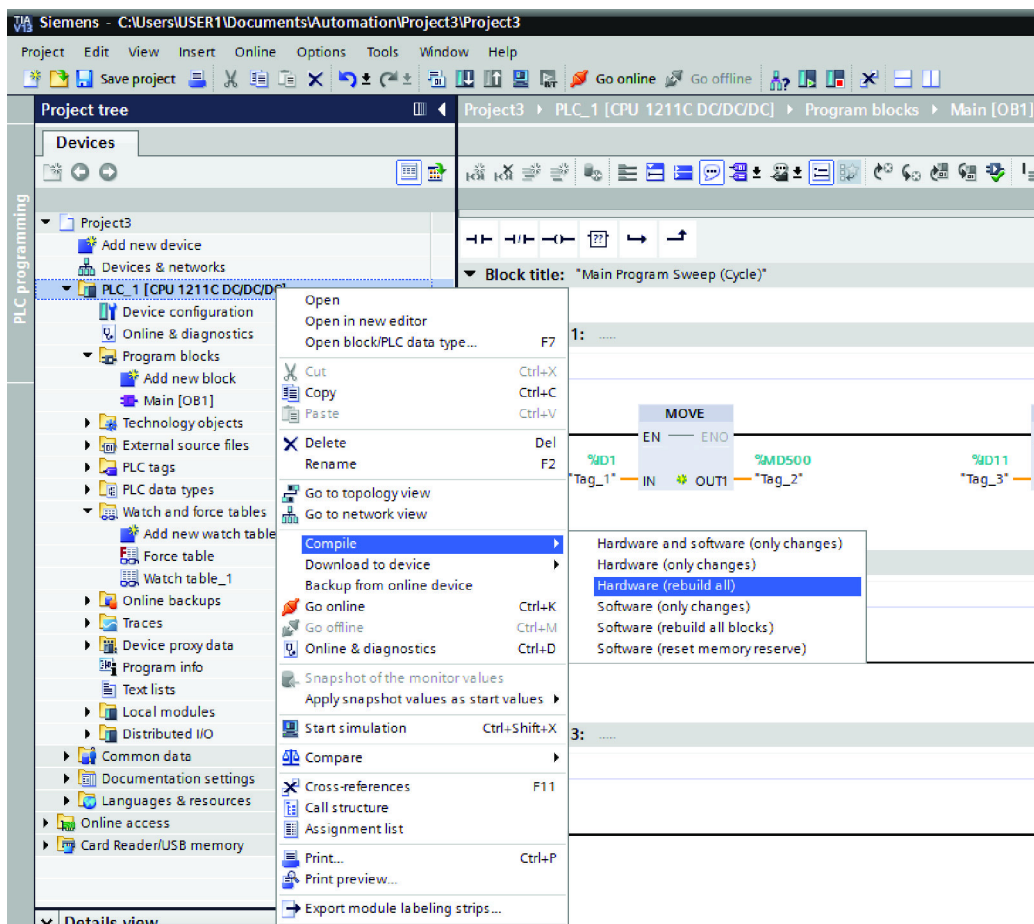 TIA V13 Siemens - C:\Users\USER1\Documents\Automation\Project3\Project3
Project Edit View Insert Online Options Tools Window Help
Save project Go online Go offline
Project tree
Project3 PLC_1 [CPU 1211C DC/DC/DC] Program blocks Main [OB1]
Devices
PLC programming
Project3
Add new device
Devices & networks
PLC_1 [CPU 1211C DC/DC/DC]
Device configuration
Online & diagnostics
Program blocks
Add new block
Main [OB1]
Technology objects
External source files
PLC tags
PLC data types
Watch and force tables
Add new watch table
Force table
Watch table_1
Online backups
Traces
Device proxy data
Program info
Text lists
Local modules
Distributed I/O
Common data
Documentation settings
Languages & resources
Online access
Card Reader/USB memory
Details view
Open
Open in new editor
Open block/PLC data type... F7
Cut Ctrl+X
Copy Ctrl+C
Paste Ctrl+V
Delete Del
Rename F2
Go to topology view
Go to network view
Compile
Download to device
Backup from online device
Go online Ctrl+K
Go offline Ctrl+M
Online & diagnostics Ctrl+D
Snapshot of the monitor values
Apply snapshot values as start values
Start simulation Ctrl+Shift+X
Compare
Cross-references F11
Call structure
Assignment list
Print... Ctrl+P
Print preview...
Export module labeling strips...
Hardware and software (only changes)
Hardware (only changes)
Hardware (rebuild all)
Software (only changes)
Software (rebuild all blocks)
Software (reset memory reserve)
??
Block title: "Main Program Sweep (Cycle)"
1: .....
MOVE
EN ENO
%ID1 %MD500 %ID11
"Tag_1" IN OUT1 "Tag_2" "Tag_3"
3: .....